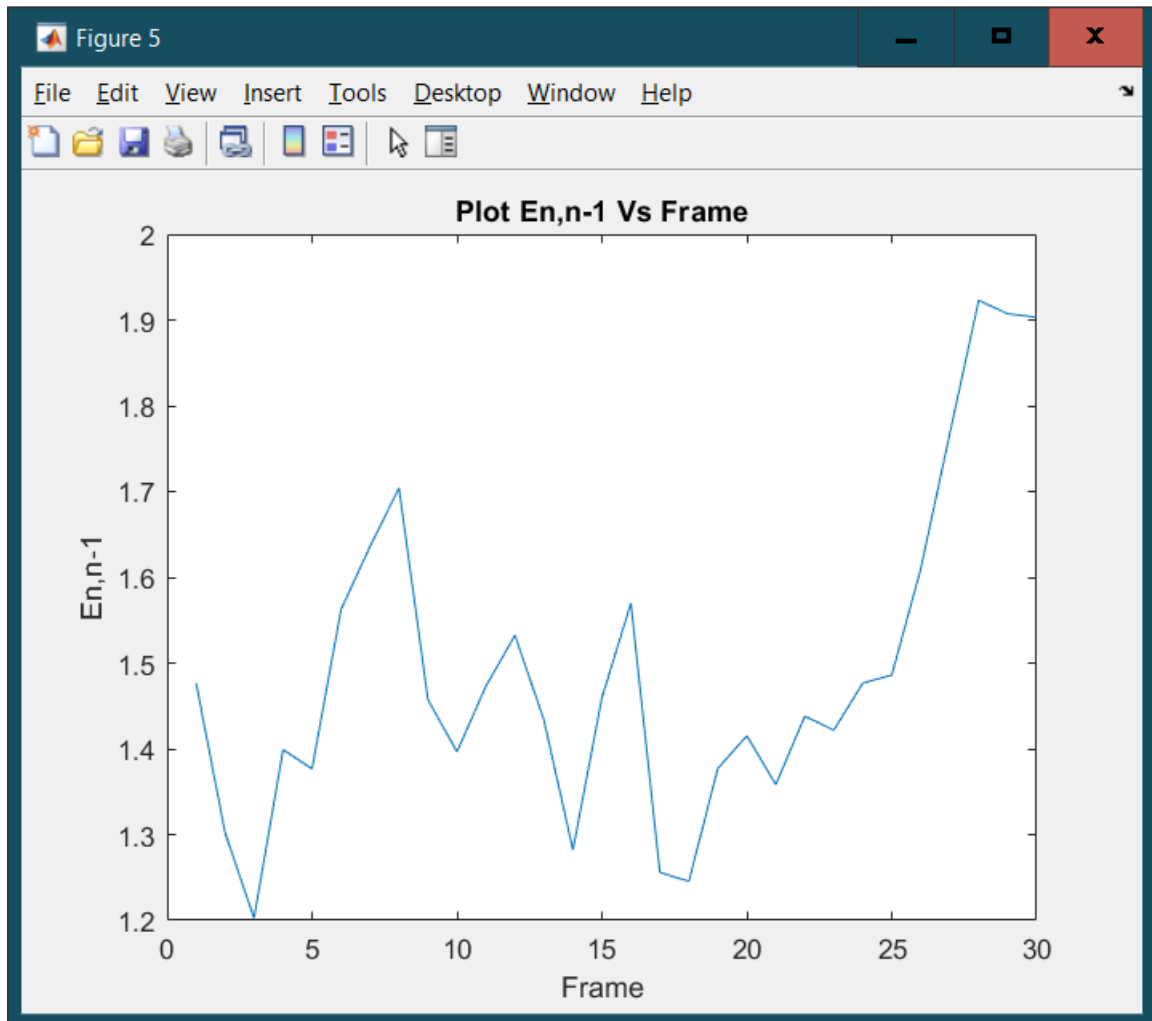 Figure 5
File Edit View Insert Tools Desktop Window Help
Plot En,n-1 Vs Frame
2
1.9
1.8
1.7
1.6
1.5
1.4
1.3
1.2
En,n-1
0 5 10 15 20 25 30
Frame